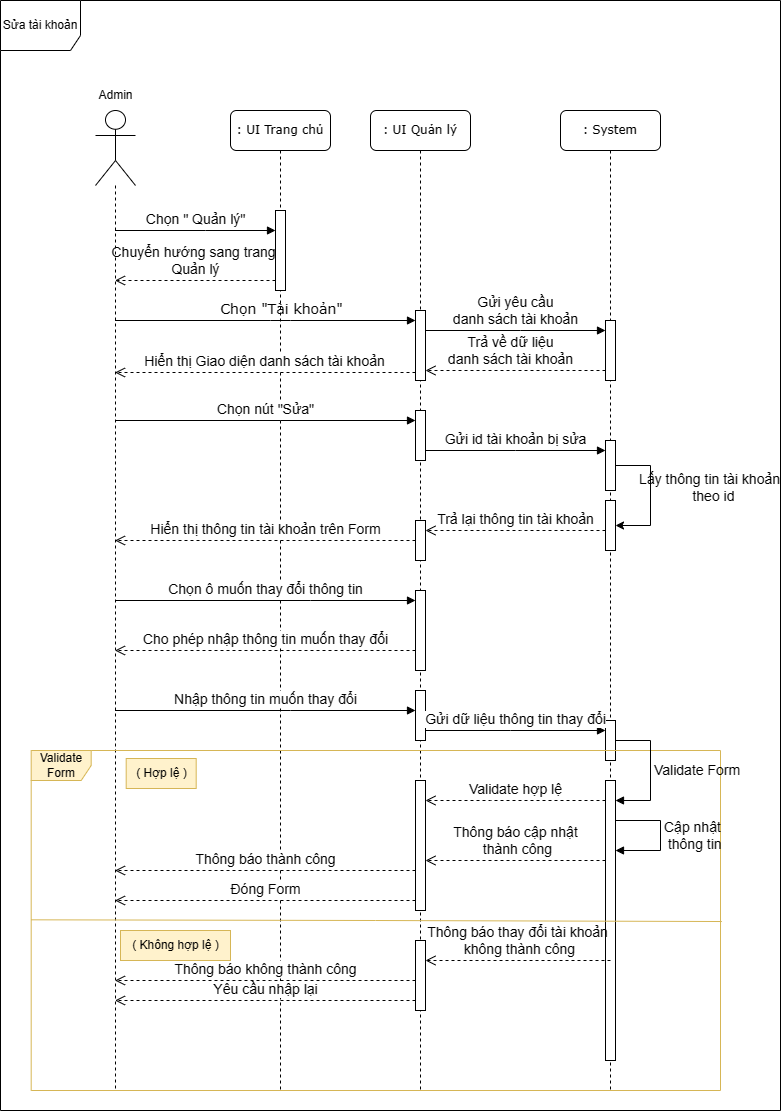 Sửa tài khoản
Admin
: UI Trang chủ
: UI Quản lý
: System
Chọn " Quản lý"
Chuyển hướng sang trang
Quản lý
Chọn "Tài khoản"
Gửi yêu cầu
danh sách tài khoản
Trả về dữ liệu
danh sách tài khoản
Hiển thị Giao diện danh sách tài khoản
Chọn nút "Sửa"
Gửi id tài khoản bị sửa
Lấy thông tin tài khoản
theo id
Trả lại thông tin tài khoản
Hiển thị thông tin tài khoản trên Form
Chọn ô muốn thay đổi thông tin
Cho phép nhập thông tin muốn thay đổi
Nhập thông tin muốn thay đổi
Gửi dữ liệu thông tin thay đổi
Validate
Form
( Hợp lệ )
Validate Form
Validate hợp lệ
Cập nhật
thông tin
Thông báo cập nhật
thành công
Thông báo thành công
Đóng Form
Thông báo thay đổi tài khoản
không thành công
( Không hợp lệ )
Thông báo không thành công
Yêu cầu nhập lại